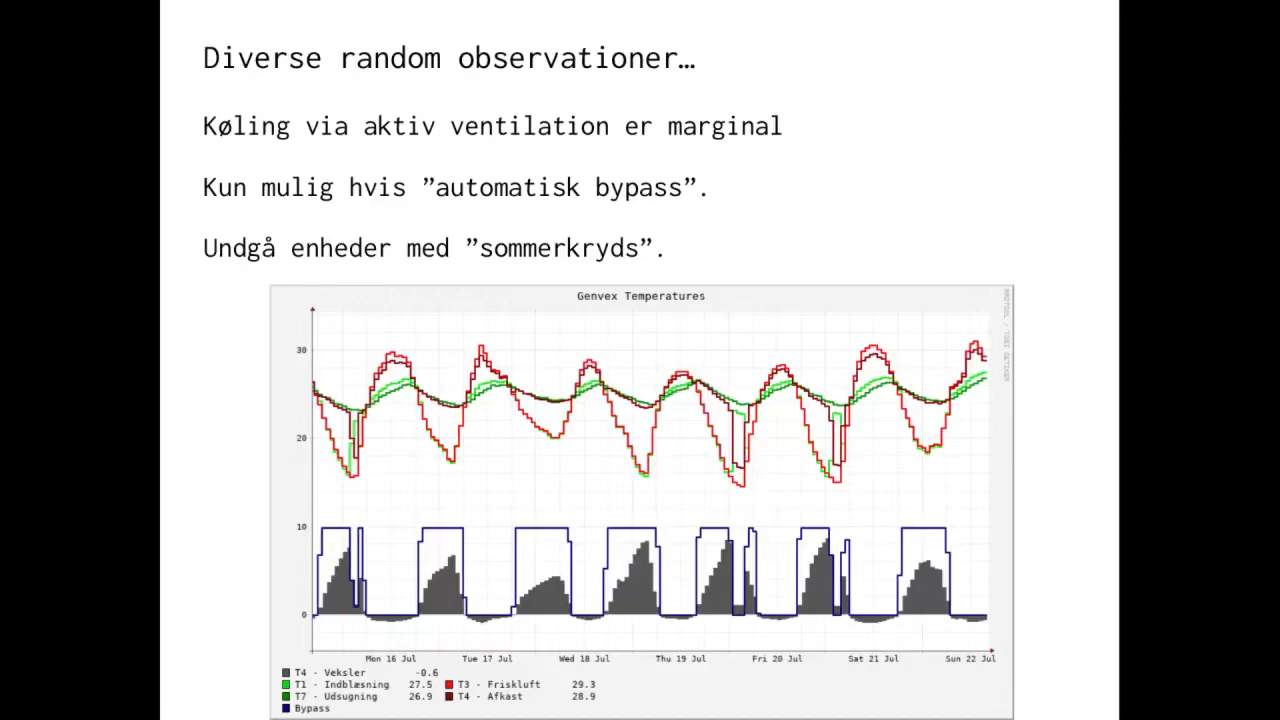 Diverse random observationer…
Køling via aktiv ventilation er marginal
Kun mulig hvis ”automatisk bypass”.
Undgå enheder med ”sommerkryds”.
Genvex Temperatures
30
20
10
0
Mon 16 Jul Tue 17 Jul Wed 18 Jul Thu 19 Jul Fri 20 Jul Sat 21 Jul Sun 22 Jul
T4 - Veksler -0.6
T1 - Indblæsning 27.5 T3 - Friskluft 29.3
T7 - Udsugning 26.9 T4 - Afkast 28.9
Bypass